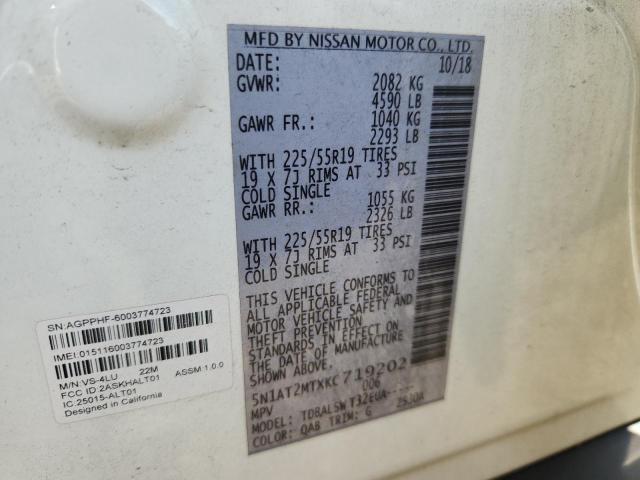 MFD BY NISSAN MOTOR CO., LTD.
DATE: 10/18
GVWR: 2082 KG
4590 LB
GAWR FR.: 1040 KG
2293 LB
WITH 225/55R19 TIRES
19 X 7J RIMS AT 33 PSI
COLD SINGLE
GAWR RR.: 1055 KG
2326 LB
WITH 225/55R19 TIRES
19 X 7J RIMS AT 33 PSI
COLD SINGLE
THIS VEHICLE CONFORMS TO
ALL APPLICABLE FEDERAL
MOTOR VEHICLE SAFETY AND
THEFT PREVENTION
STANDARDS IN EFFECT ON
THE DATE OF MANUFACTURE
SHOWN ABOVE.
5N1AT2MTXKC719202
MPV 006
MODEL:
COLOR: QAB TRIM: G 2530A
SN:AGPPHF-6003774723
IMEI:015116003774723
M/N:VS-4LU 22M
FCC ID:2ASKHALT01 ASSM 1.0.0
IC:25015-ALT01
Designed in California